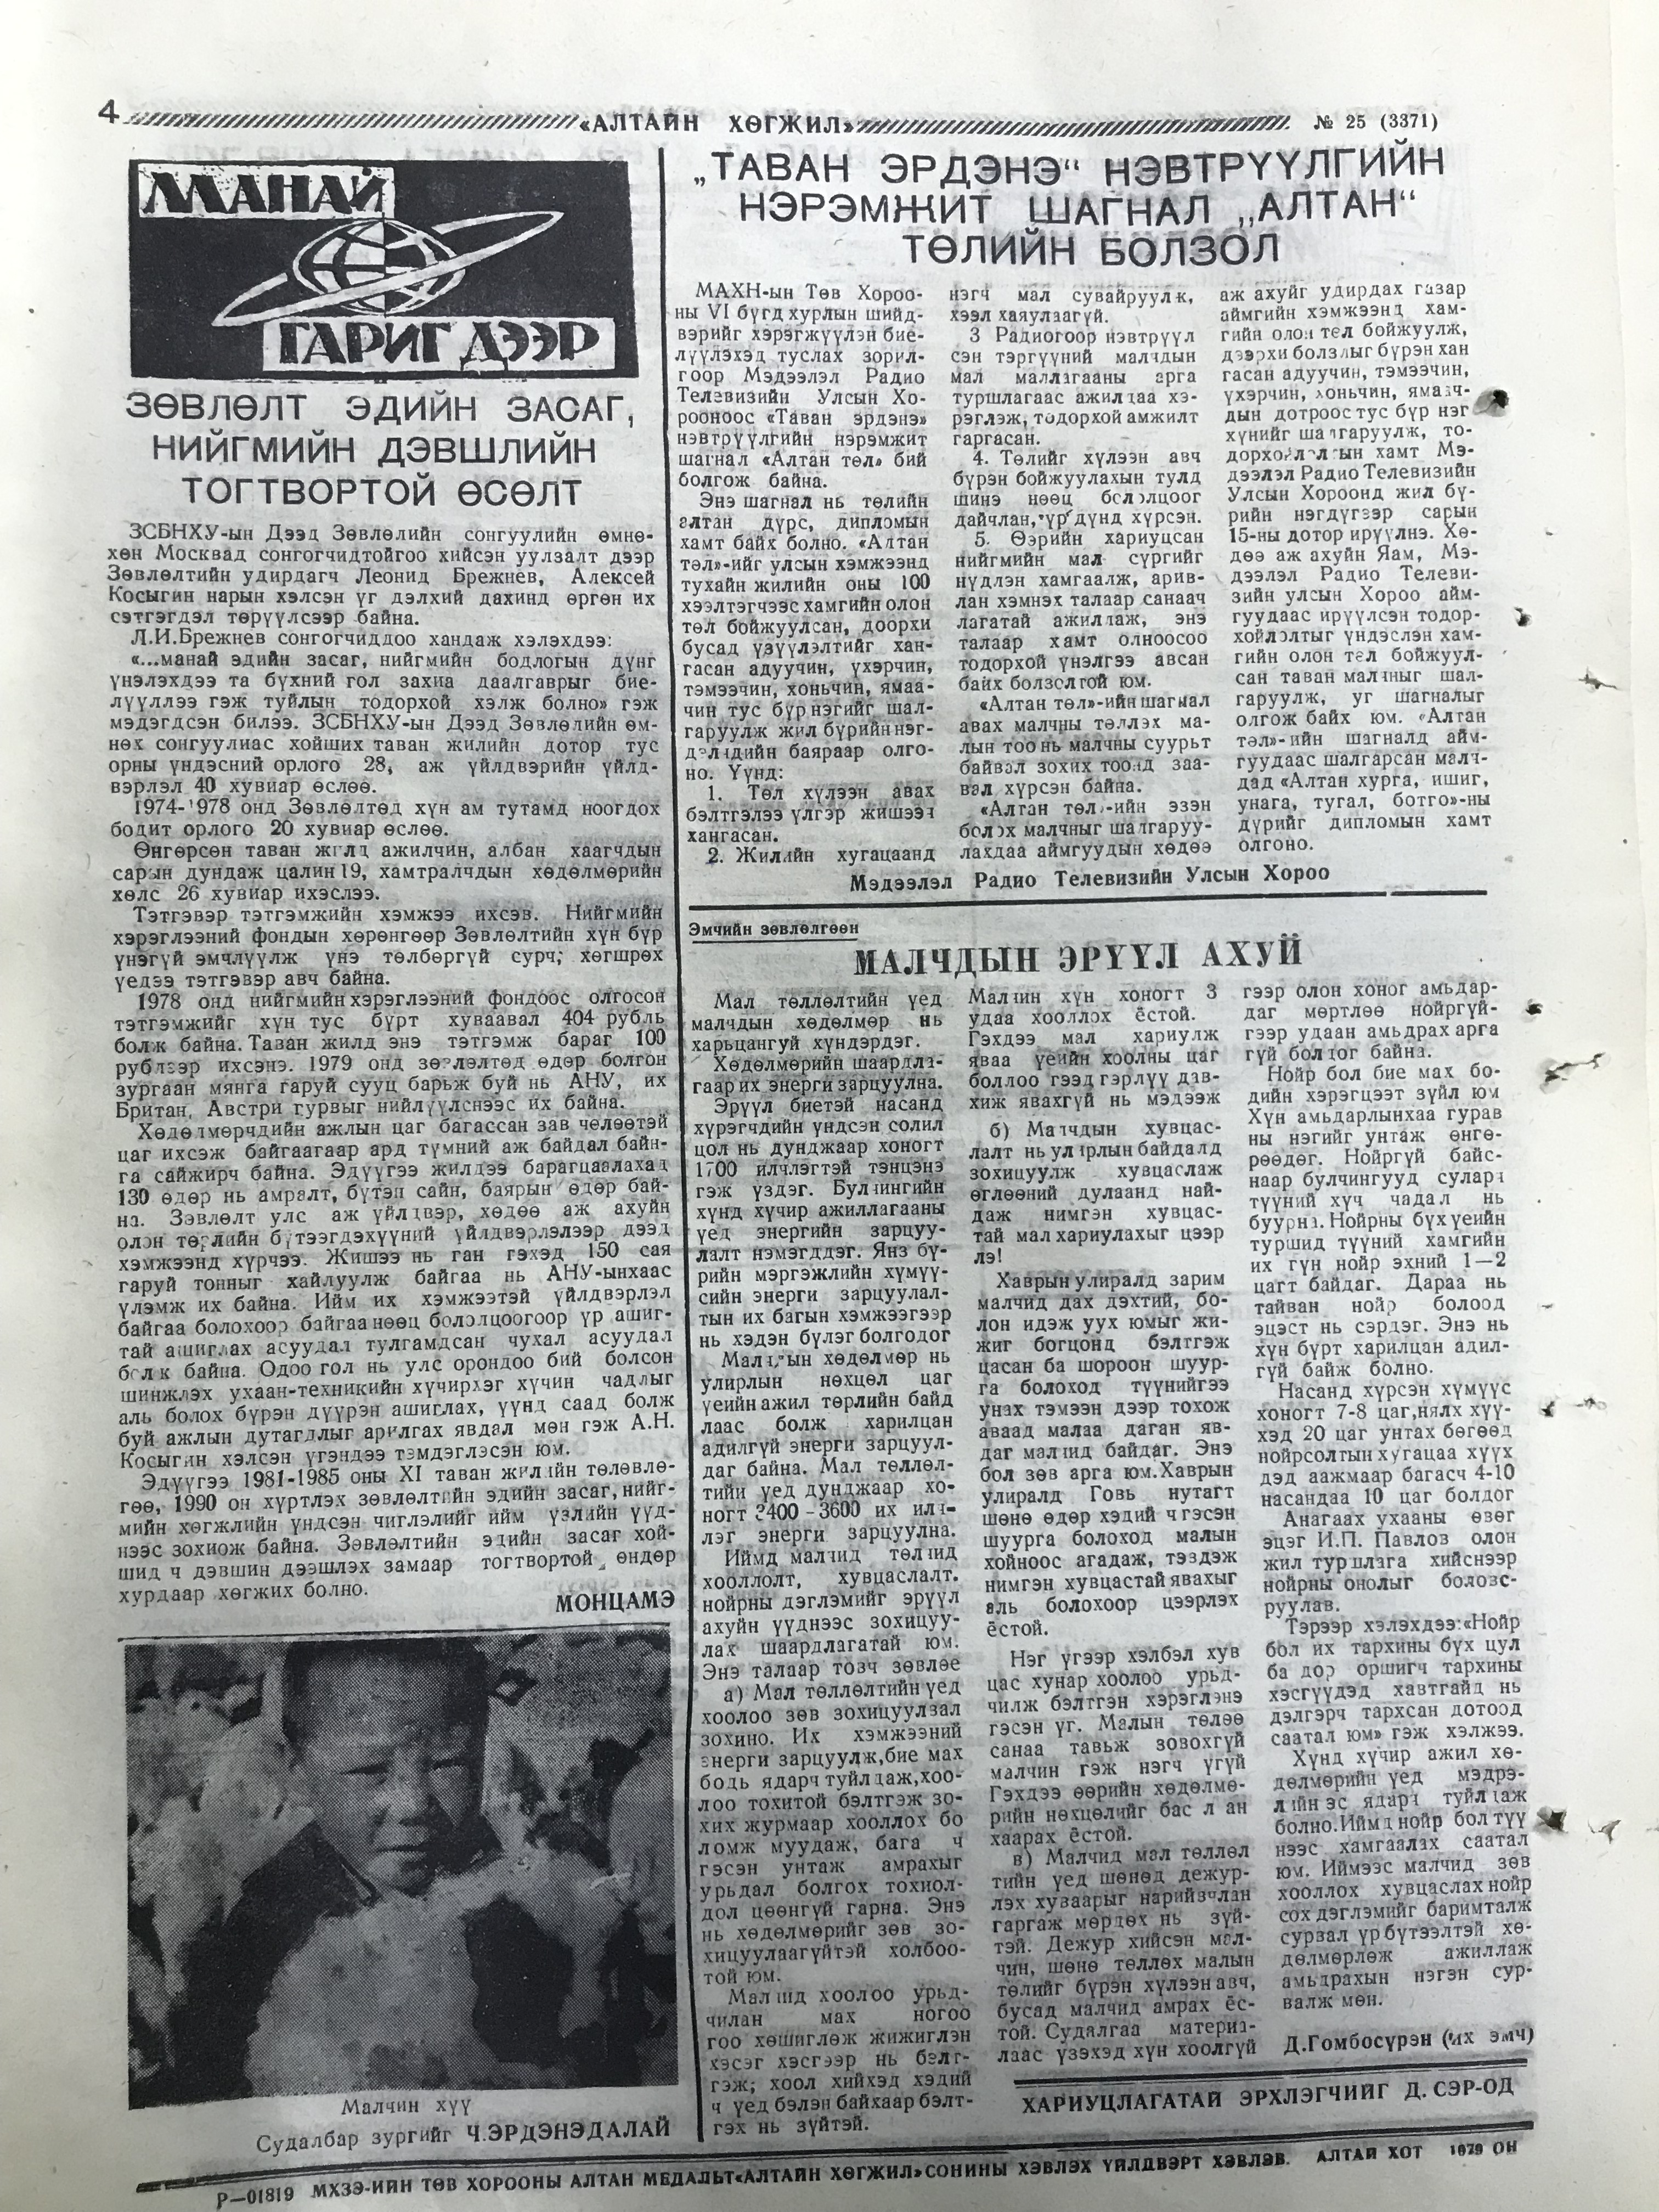 4
«АЛТАЙН ХӨГЖИЛ»
№ 25 (3371)
МАНАЙ
ГАРИГ ДЭЭР
ЗӨВЛӨЛТ ЭДИЙН ЗАСАГ,
НИЙГМИЙН ДЭВШЛИЙН
ТОГТВОРТОЙ ӨСӨЛТ
ЗСБНХУ-ын Дээд Зөвлөлийн сонгуулийн өмнө-
хөн Москвад сонгогчидтойгоо хийсэн уулзалт дээр
Зөвлөлтийн удирдагч Леонид Брежнев, Алексей
Косыгин нарын хэлсэн үг дэлхий дахинд өргөн их
сэтгэгдэл төрүүлсээр байна.
Л.И.Брежнев сонгогчиддоо хандаж хэлэхдээ:
«...манай эдийн засаг, нийгмийн бодлогын дүнг
үнэлэхдээ та бүхний гол захиа даалгаврыг бие-
лүүллээ гэж туйлын тодорхой хэлж болно» гэж
мэдэгдсэн билээ. ЗСБНХУ-ын Дээд Зөвлөлийн өм-
нөх сонгуулиас хойших таван жилийн дотор тус
орны үндэсний орлого 28, аж үйлдвэрийн үйлд-
вэрлэл 40 хувиар өслөө.
1974-1978 онд Зөвлөлтөд хүн ам тутамд ноогдох
бодит орлого 20 хувиар өслөө.
Өнгөрсөн таван жилд ажилчин, албан хаагчдын
сарын дундаж цалин 19, хамтралчдын хөдөлмөрийн
хөлс 26 хувиар ихэслээ.
Тэтгэвэр тэтгэмжийн хэмжээ ихсэв. Нийгмийн
хэрэглээний фондын хөрөнгөөр Зөвлөлтийн хүн бүр
үнэгүй эмчлүүлж үнэ төлбөргүй сурч; хөгшрөх
үедээ тэтгэвэр авч байна.
1978 онд нийгмийн хэрэглээний фондоос олгосон
тэтгэмжийг хүн тус бүрт хуваавал 404 рубль
болж байна. Таван жилд энэ тэтгэмж бараг 100
рублээр ихсэнэ. 1979 онд зөвлөлтөд өдөр болгон
зургаан мянга гаруй сууц барьж буй нь АНУ, их
Британ, Австри гурвыг нийлүүлснээс их байна.
Хөдөлмөрчдийн ажлын цаг багассан зав чөлөөтэй
цаг ихсэж байгаагаар ард түмний аж байдал байн-
га сайжирч байна. Эдүүгээ жилдээ барагцаалахад
130 өдөр нь амралт, бүтэн сайн, баярын өдөр бай-
на. Зөвлөлт улс аж үйлдвэр, хөдөө аж ахуйн
олон төрлийн бүтээгдэхүүний үйлдвэрлэлээр дээд
хэмжээнд хүрчээ. Жишээ нь ган гэхэд 150 сая
гаруй тонныг хайлуулж байгаа нь АНУ-ынхаас
үлэмж их байна. Ийм их хэмжээтэй үйлдвэрлэл
байгаа болохоор байгаа нөөц бололцоогоор үр ашиг-
тай ашиглах асуудал тулгамдсан чухал асуудал
болж байна. Одоо гол нь улс орондоо бий болсон
шинжлэх ухаан-техникийн хүчирхэг хүчин чадлыг
аль болох бүрэн дүүрэн ашиглах, үүнд саад болж
буй ажлын дутагдлыг арилгах явдал мөн гэж А.Н.
Косыгин хэлсэн үгэндээ тэмдэглэсэн юм.
Эдүүгээ 1981-1985 оны XI таван жилийн төлөвлө-
гөө, 1990 он хүртлэх зөвлөлтийн эдийн засаг, нийг-
мийн хөгжлийн үндсэн чиглэлийг ийм үзлийн үүд-
нээс зохиож байна. Зөвлөлтийн эдийн засаг хой-
шид ч дэвшин дээшлэх замаар тогтвортой өндөр
хурдаар хөгжих болно.
МОНЦАМЭ
Малчин хүү
Судалбар зургийг Ч.ЭРДЭНЭДАЛАЙ
„ТАВАН ЭРДЭНЭ“ НЭВТРҮҮЛГИЙН
НЭРЭМЖИТ ШАГНАЛ „АЛТАН“
ТӨЛИЙН БОЛЗОЛ
МАХН-ын Төв Хороо-
ны VI бүгд хурлын шийд-
вэрийг хэрэгжүүлэн бие-
лүүлэхэд туслах зорил-
гоор Мэдээлэл Радио
Телевизийн Улсын Хо-
рооноос «Таван эрдэнэ»
нэвтрүүлгийн нэрэмжит
шагнал «Алтан төл» бий
болгож байна.
Энэ шагнал нь төлийн
алтан дүрс, дипломын
хамт байх болно. «Алтан
төл»-ийг улсын хэмжээнд
тухайн жилийн оны 100
хээлтэгчээс хамгийн олон
төл бойжуулсан, доорхи
бусад үзүүлэлтийг хан-
гасан адуучин, үхэрчин,
тэмээчин, хоньчин, ямаа-
чин тус бүр нэгийг шал-
гаруулж жил бүрийн нэг-
дэлчдийн баяраар олго-
но. Үүнд:
1. Төл хүлээн авах
бэлтгэлээ үлгэр жишээч
хангасан.
2. Жилийн хугацаанд
нэгч мал сувайруулж,
хээл хаяулаагүй.
3 Радиогоор нэвтрүүл
сэн тэргүүний малчдын
мал маллагааны арга
туршлагаас ажилдаа хэ-
рэглэж, тодорхой амжилт
гаргасан.
4. Төлийг хүлээн авч
бүрэн бойжуулахын тулд
шинэ нөөц бололцоог
дайчлан, үр дүнд хүрсэн.
5. Өөрийн хариуцсан
нийгмийн мал сүргийг
нүдлэн хамгаалж, арив-
лан хэмнэх талаар санаач
лагатай ажиллаж, энэ
талаар хамт олноосоо
тодорхой үнэлгээ авсан
байх болзолтой юм.
«Алтан төл»-ийн шагнал
авах малчны төллөх ма-
лын тоо нь малчны суурьт
байвал зохих тоонд заа-
вал хүрсэн байна.
«Алтан төл»-ийн эзэн
болох малчныг шалгаруу-
лахдаа аймгуудын хөдөө
аж ахуйг удирдах газар
аймгийн хэмжээнд хам-
гийн олон төл бойжуулж,
дээрхи болзлыг бүрэн хан
гасан адуучин, тэмээчин,
үхэрчин, хоньчин, ямаач-
дын дотроос тус бүр нэг
хүнийг шалгаруулж, то-
дорхойлолтын хамт Мэ-
дээлэл Радио Телевизийн
Улсын Хороонд жил бү-
рийн нэгдүгээр сарын
15-ны дотор ирүүлнэ. Хө-
дөө аж ахуйн Яам, Мэ-
дээлэл Радио Телеви-
зийн улсын Хороо айм-
гуудаас ирүүлсэн тодор-
хойлолтыг үндэслэн хам-
гийн олон төл бойжуул-
сан таван малчныг шал-
гаруулж, уг шагналыг
олгож байх юм. «Алтан
төл»-ийн шагналд айм-
гуудаас шалгарсан малч-
дад «Алтан хурга, ишиг,
унага, тугал, ботго»-ны
дүрийг дипломын хамт
олгоно.
Мэдээлэл Радио Телевизийн Улсын Хороо
Эмчийн зөвлөлгөөн
МАЛЧДЫН ЭРҮҮЛ АХУЙ
Мал төллөлтийн үед
малчдын хөдөлмөр нь
харьцангуй хүндэрдэг.
Хөдөлмөрийн шаардла-
гаар их энерги зарцуулна.
Эрүүл биетэй насанд
хүрэгчдийн үндсэн солил
цол нь дунджаар хоногт
1700 илчлэгтэй тэнцэнэ
гэж үздэг. Булчингийн
хүнд хүчир ажиллагааны
үед энергийн зарцуу-
лалт нэмэгддэг. Янз бү-
рийн мэргэжлийн хүмүү-
сийн энерги зарцуулал-
тын их багын хэмжээгээр
нь хэдэн бүлэг болгодог
Малчдын хөдөлмөр нь
улирлын нөхцөл цаг
үеийн ажил төрлийн байд
лаас болж харилцан
адилгүй энерги зарцуул-
даг байна. Мал төллөл-
тийн үед дунджаар хо-
ногт 3400-3600 их илч-
лэг энерги зарцуулна.
Иймд малчид төлчид
хооллолт, хувцаслалт.
нойрны дэглэмийг эрүүл
ахуйн үүднээс зохицуу-
лах шаардлагатай юм.
Энэ талаар товч зөвлөе
а) Мал төллөлтийн үед
хоолоо зөв зохицуулвал
зохино. Их хэмжээний
энерги зарцуулж, бие мах
бодь ядарч туйлдаж, хоо-
лоо тохитой бэлтгэж зо-
хих журмаар хооллох бо
ломж муудаж, бага ч
гэсэн унтаж амрахыг
урьдал болгох тохиол-
дол цөөнгүй гарна. Энэ
нь хөдөлмөрийг зөв зо-
хицуулаагүйтэй холбоо-
той юм.
Малчид хоолоо урьд-
чилан мах ногоо
гоо хөшиглөж жижиглэн
хэсэг хэсгээр нь бэлт-
гэж; хоол хийхэд хэдий
ч үед бэлэн байхаар бэлт-
гэх нь зүйтэй.
Малчин хүн хоногт 3
удаа хооллох ёстой.
Гэхдээ мал хариулж
яваа үеийн хоолны цаг
боллоо гээд гэрлүү дав-
хиж явахгүй нь мэдээж
б) Малчдын хувцас-
лалт нь улирлын байдалд
зохицуулж хувцаслаж
өглөөний дулаанд най-
даж нимгэн хувцас-
тай мал хариулахыг цээр
лэ!
Хаврын улиралд зарим
малчид дах дэхтий, бо-
лон идэж уух юмыг жи-
жиг богцонд бэлтгэж
цасан ба шороон шуур-
га болоход түүнийгээ
унах тэмээн дээр тохож
аваад малаа даган яв-
даг малчид байдаг. Энэ
бол зөв арга юм. Хаврын
улиралд Говь нутагт
шөнө өдөр хэдий ч гэсэн
шуурга болоход малын
хойноос агадаж, тэвдэж
нимгэн хувцастай явахыг
аль болохоор цээрлэх
ёстой.
Нэг үгээр хэлбэл хув
цас хунар хоолоо урьд-
чилж бэлтгэн хэрэглэнэ
гэсэн үг. Малын төлөө
санаа тавьж зовохгүй
малчин гэж нэгч үгүй
Гэхдээ өөрийн хөдөлмө-
рийн нөхцөлийг бас
хаарах ёстой.
в) Малчид мал төллөл
тийн үед шөнөд дежур-
лэх хуваарыг нарийвчлан
гаргаж мөрдөх нь зүй-
тэй. Дежур хийсэн мал-
чин, шөнө төллөх малын
төлийг бүрэн хүлээн авч,
бусад малчид амрах ёс-
той. Судалгаа материа-
лаас үзэхэд хүн хоолгүй
гээр олон хоног амьдар-
даг мөртлөө нойргүй-
гээр удаан амьдрах арга
гүй болдог байна.
Нойр бол бие мах бо-
дийн хэрэгцээт зүйл юм
Хүн амьдарлынхаа гурав
ны нэгийг унтаж өнгө-
рөөдөг. Нойргүй байс-
наар булчингууд суларч
түүний хүч чадал нь
буурна. Нойрны бүх үеийн
туршид түүний хамгийн
их гүн нойр эхний 1—2
цагт байдаг. Дараа нь
тайван нойр болоод
эцэст нь сэрдэг. Энэ нь
хүн бүрт харилцан адил-
гүй байж болно.
Насанд хүрсэн хүмүүс
хоногт 7-8 цаг, нялх хүү-
хэд 20 цаг унтах бөгөөд
нойрсолтын хугацаа хүүх
дэд аажмаар багасч 4-10
насандаа 10 цаг болдог
Анагаах ухааны өвөг
эцэг И.П. Павлов олон
жил туршлага хийснээр
нойрны онолыг боловс-
руулав.
Тэрээр хэлэхдээ: «Нойр
бол их тархины бүх цул
ба дор оршигч тархины
хэсгүүдэд хавтгайд нь
дэлгэрч тархсан дотоод
саатал юм» гэж хэлжээ.
Хүнд хүчир ажил хө-
дөлмөрийн үед мэдрэ-
лийн эс ядарч туйлдаж
болно. Иймд нойр бол түү
нээс хамгаалах саатал
юм. Иймээс малчид зөв
хооллох хувцаслах нойр
сох дэглэмийг баримталж
сурвал үр бүтээлтэй хө-
дөлмөрлөж ажиллаж
амьдрахын нэгэн сур-
валж мөн.
Д.Гомбосүрэн (их эмч)
ХАРИУЦЛАГАТАЙ ЭРХЛЭГЧИЙГ Д. СЭР-ОД
Р—01819 МХЗЭ-ИЙН ТӨВ ХОРООНЫ АЛТАН МЕДАЛЬТ «АЛТАЙН ХӨГЖИЛ» СОНИНЫ ХЭВЛЭХ ҮЙЛДВЭРТ ХЭВЛЭВ. АЛТАЙ ХОТ 1979 ОН